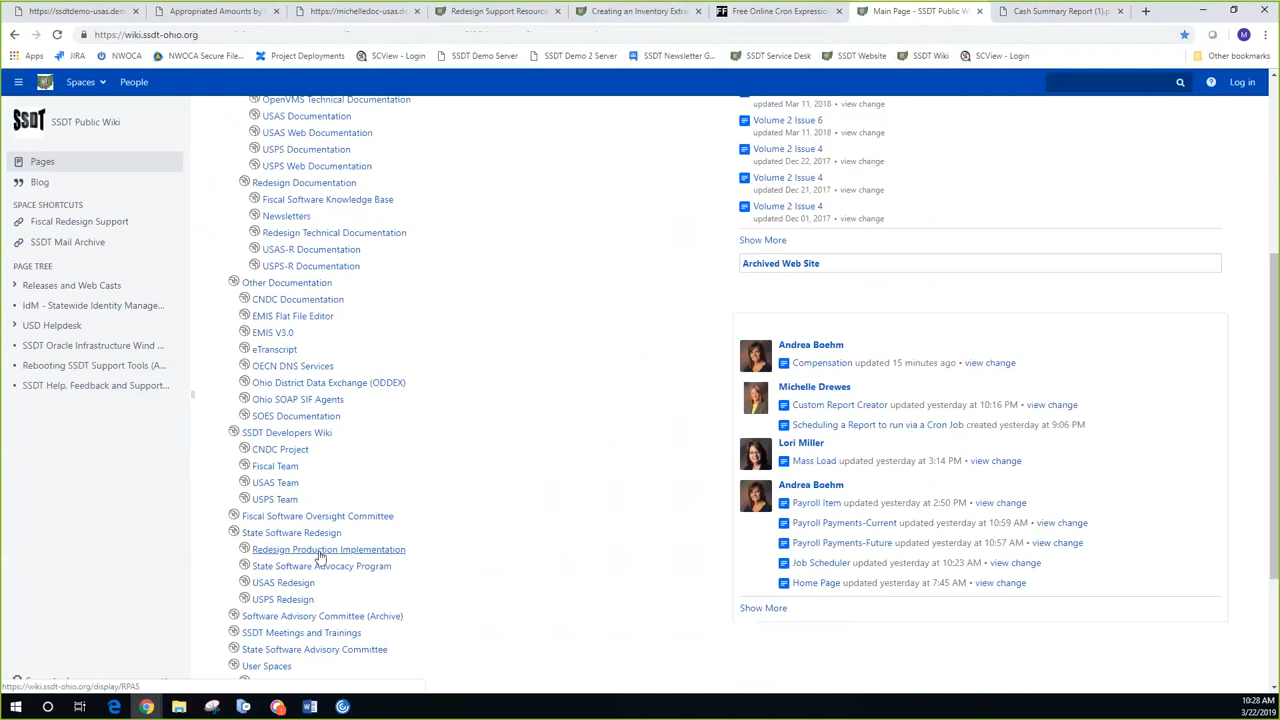 https://ssdtdemo-usas.dem
Appropriated Amounts by
https://michelledoc-usas.de
Redesign Support Resource
Creating an Inventory Extra
Free Online Cron Expression
Main Page - SSDT Public Wi
Cash Summary Report (1).p
https://wiki.ssdt-ohio.org
Apps
JIRA
NWOCA
NWOCA Secure File...
Project Deployments
SCView - Login
SSDT Demo Server
SSDT Demo 2 Server
SSDT Newsletter G...
SSDT Service Desk
SSDT Website
SSDT Wiki
SCView - Login
Other bookmarks
Spaces
People
Log in
SSDT
SSDT Public Wiki
Pages
Blog
SPACE SHORTCUTS
Fiscal Redesign Support
SSDT Mail Archive
PAGE TREE
Releases and Web Casts
IdM - Statewide Identity Manage...
USD Helpdesk
SSDT Oracle Infrastructure Wind ...
Rebooting SSDT Support Tools (A...
SSDT Help. Feedback and Support...
OpenVMS Technical Documentation
USAS Documentation
USAS Web Documentation
USPS Documentation
USPS Web Documentation
Redesign Documentation
Fiscal Software Knowledge Base
Newsletters
Redesign Technical Documentation
USAS-R Documentation
USPS-R Documentation
Other Documentation
CNDC Documentation
EMIS Flat File Editor
EMIS V3.0
eTranscript
OECN DNS Services
Ohio District Data Exchange (ODDEX)
Ohio SOAP SIF Agents
SOES Documentation
SSDT Developers Wiki
CNDC Project
Fiscal Team
USAS Team
USPS Team
Fiscal Software Oversight Committee
State Software Redesign
Redesign Production Implementation
State Software Advocacy Program
USAS Redesign
USPS Redesign
Software Advisory Committee (Archive)
SSDT Meetings and Trainings
State Software Advisory Committee
User Spaces
updated Mar 11, 2018 • view change
Volume 2 Issue 6
updated Mar 11, 2018 • view change
Volume 2 Issue 4
updated Dec 22, 2017 • view change
Volume 2 Issue 4
updated Dec 21, 2017 • view change
Volume 2 Issue 4
updated Dec 01, 2017 • view change
Show More
Archived Web Site
Andrea Boehm
Compensation updated 15 minutes ago • view change
Michelle Drewes
Custom Report Creator updated yesterday at 10:16 PM • view change
Scheduling a Report to run via a Cron Job created yesterday at 9:06 PM
Lori Miller
Mass Load updated yesterday at 3:14 PM • view change
Andrea Boehm
Payroll Item updated yesterday at 2:50 PM • view change
Payroll Payments-Current updated yesterday at 10:59 AM • view change
Payroll Payments-Future updated yesterday at 10:57 AM • view change
Job Scheduler updated yesterday at 10:23 AM • view change
Home Page updated yesterday at 7:45 AM • view change
Show More
https://wiki.ssdt-ohio.org/display/RPAS
10:28 AM
3/22/2019